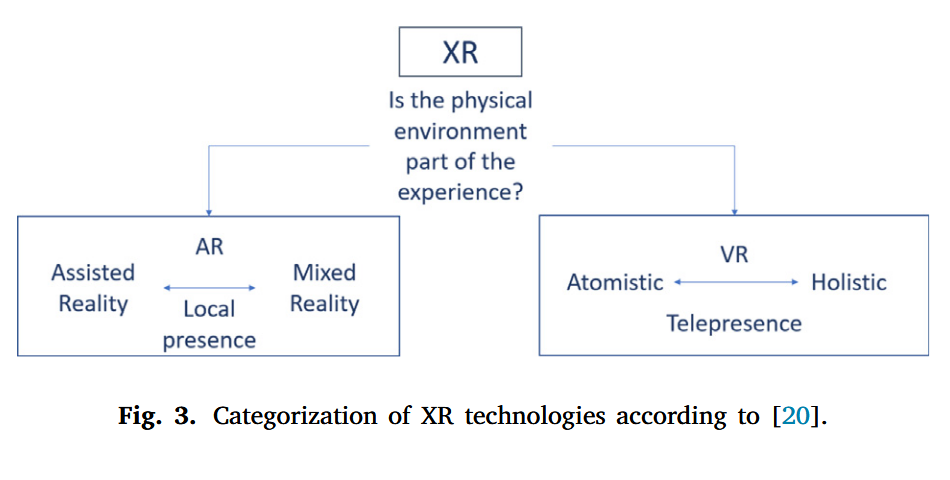 XR
Is the physical
environment
part of the
experience?
AR
Assisted
Reality
Mixed
Reality
Local
presence
VR
Atomistic
Holistic
Telepresence
Fig. 3. Categorization of XR technologies according to [20].